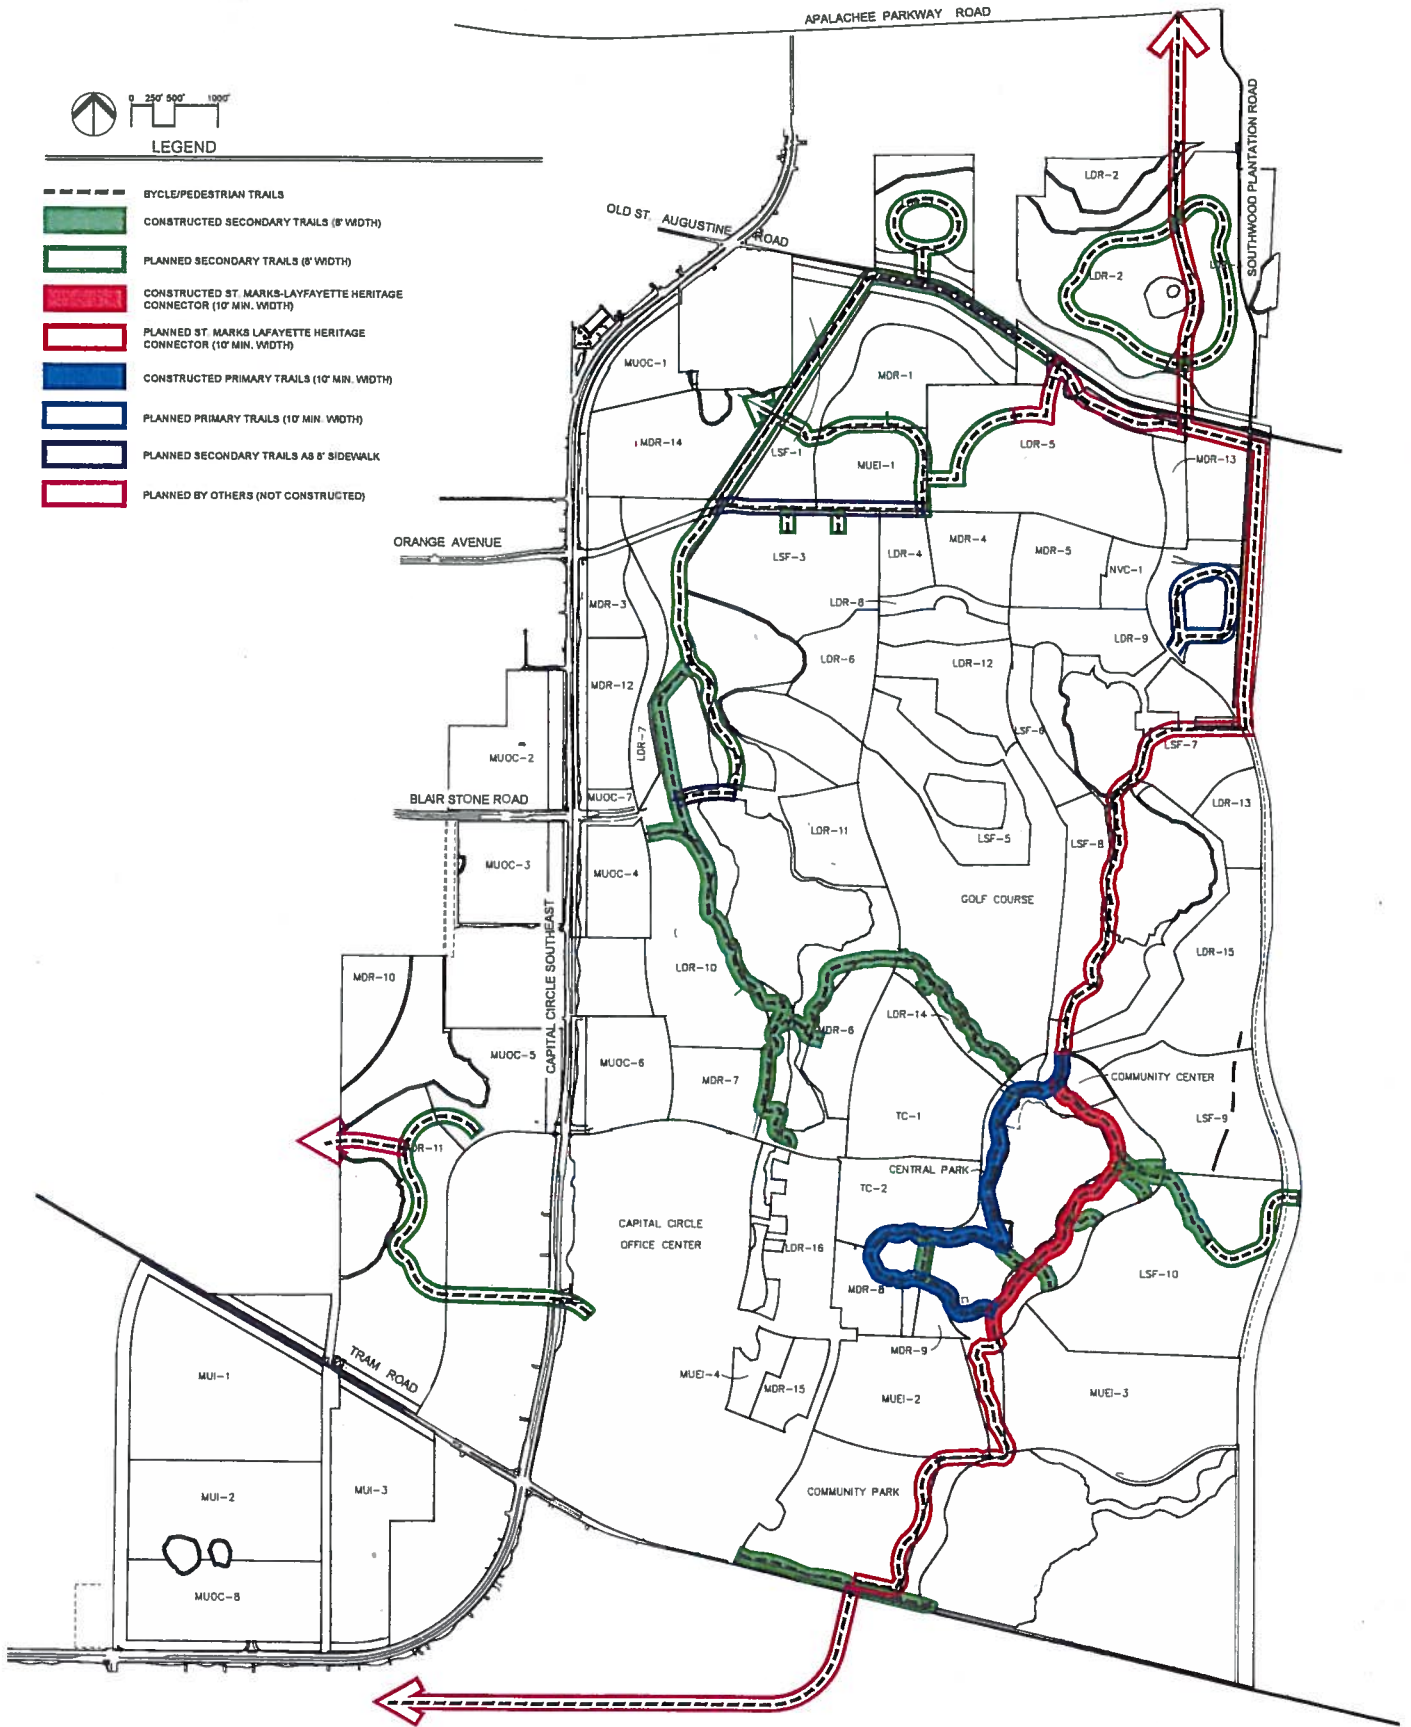 APALACHEE PARKWAY ROAD
SOUTHWOOD PLANTATION ROAD
0 250' 500' 1000'
LEGEND
BYCLE/PEDESTRIAN TRAILS
CONSTRUCTED SECONDARY TRAILS (8' WIDTH)
PLANNED SECONDARY TRAILS (8' WIDTH)
CONSTRUCTED ST. MARKS-LAYFAYETTE HERITAGE
CONNECTOR (10' MIN. WIDTH)
PLANNED ST. MARKS LAFAYETTE HERITAGE
CONNECTOR (10' MIN. WIDTH)
CONSTRUCTED PRIMARY TRAILS (10' MIN. WIDTH)
PLANNED PRIMARY TRAILS (10' MIN. WIDTH)
PLANNED SECONDARY TRAILS AS 8' SIDEWALK
PLANNED BY OTHERS (NOT CONSTRUCTED)
OLD ST. AUGUSTINE ROAD
LDR-2
LDR-2
MUOC-1
MDR-1
MDR-14
LSF-1
MUEI-1
LDR-5
MDR-13
ORANGE AVENUE
LSF-3
LDR-4
MDR-4
MDR-5
NVC-1
MDR-3
LDR-8
LDR-9
LDR-6
LDR-12
MDR-12
LDR-7
LSF-6
LSF-7
MUOC-2
MUOC-7
BLAIR STONE ROAD
LDR-13
LDR-11
LSF-5
LSF-8
MUOC-3
MUOC-4
GOLF COURSE
CAPITAL CIRCLE SOUTHEAST
LDR-10
LDR-15
MDR-10
LDR-14
MDR-6
MUOC-5
MUOC-6
MDR-7
COMMUNITY CENTER
TC-1
LSF-9
DR-11
CENTRAL PARK
TC-2
CAPITAL CIRCLE
OFFICE CENTER
LDR-16
MDR-8
LSF-10
MDR-9
TRAM ROAD
MUI-1
MUEI-4
MDR-15
MUEI-2
MUEI-3
MUI-2
MUI-3
COMMUNITY PARK
MUOC-8